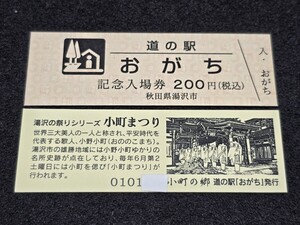 道の駅
おがち
記念入場券 200円(税込)
秋田県湯沢市
人・おがち
湯沢の祭りシリーズ 小町まつり
世界三大美人の一人と称され、平安時代を
代表する歌人、小野小町(おののこまち)。
湯沢市の雄勝地域には小野小町ゆかりの
名所史跡が点在しており、毎年6月第2
土曜日には小町を偲び「小町まつり」が
行われます。
0101
小町の郷 道の駅「おがち」発行